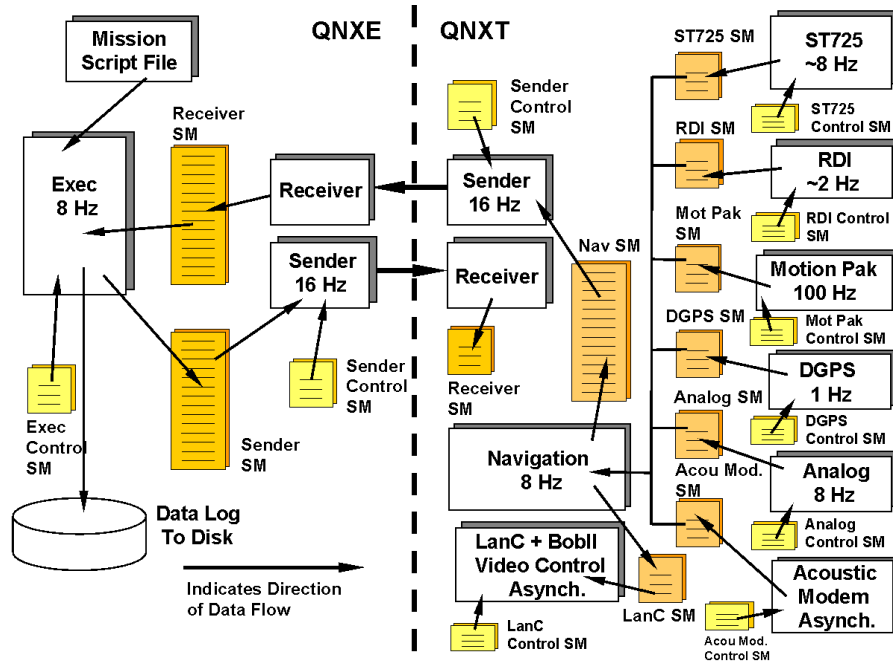 Mission
Script File
QNXE
QNXT
Receiver
SM
Exec
8 Hz
Receiver
Sender
16 Hz
Exec
Control
SM
Sender
SM
Sender
Control
SM
Data Log
To Disk
Indicates Direction
of Data Flow
Sender
Control
SM
Sender
16 Hz
Receiver
Receiver
SM
Nav SM
Navigation
8 Hz
LanC + BobII
Video Control
Asynch.
LanC
Control SM
LanC SM
ST725 SM
ST725
~8 Hz
ST725
Control SM
RDI SM
RDI
~2 Hz
RDI Control
SM
Mot Pak
SM
Motion Pak
100 Hz
Mot Pak
Control SM
DGPS SM
DGPS
1 Hz
DGPS
Control SM
Analog SM
Analog
8 Hz
Analog
Control SM
Acou Mod.
SM
Acoustic
Modem
Asynch.
Acou Mod.
Control SM